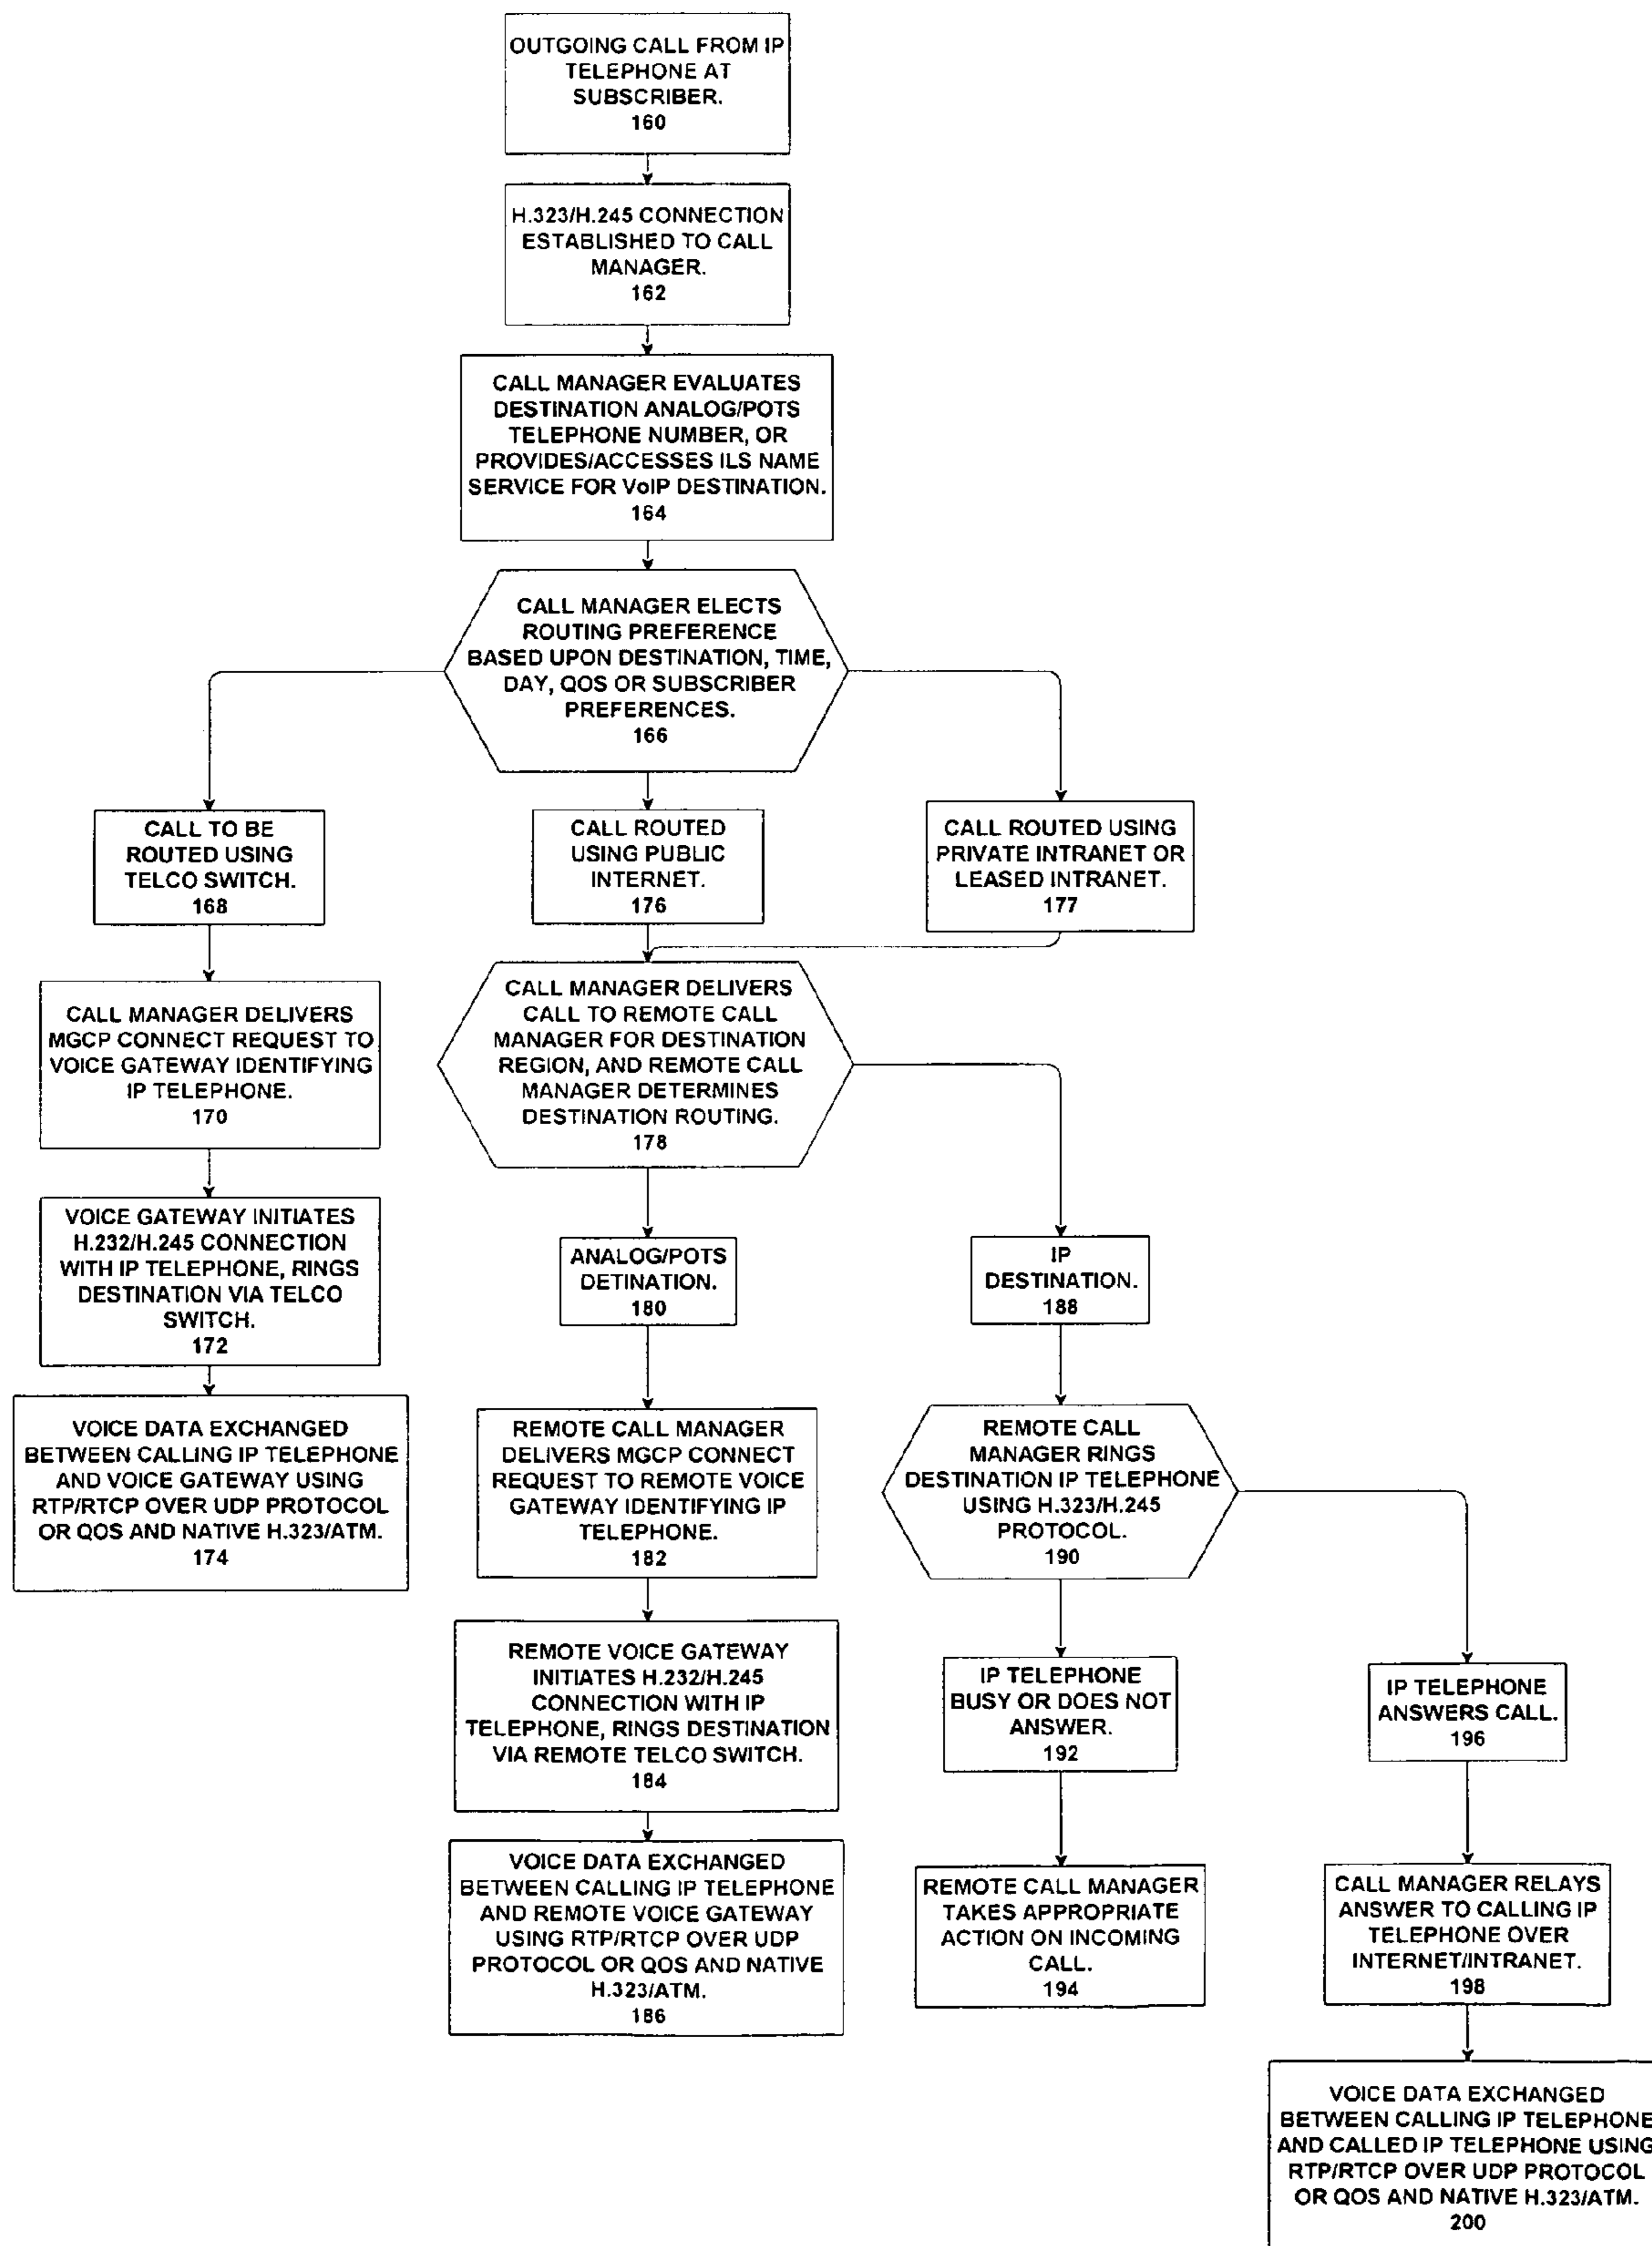 OUTGOING CALL FROM IP
TELEPHONE AT
SUBSCRIBER.
160
H.323/H.245 CONNECTION
ESTABLISHED TO CALL
MANAGER.
162
CALL MANAGER EVALUATES
DESTINATION ANALOG/POTS
TELEPHONE NUMBER, OR
PROVIDES/ACCESSES ILS NAME
SERVICE FOR VoIP DESTINATION.
164
CALL MANAGER ELECTS
ROUTING PREFERENCE
BASED UPON DESTINATION, TIME,
DAY, QOS OR SUBSCRIBER
PREFERENCES.
166
CALL TO BE
ROUTED USING
TELCO SWITCH.
168
CALL ROUTED
USING PUBLIC
INTERNET.
176
CALL ROUTED USING
PRIVATE INTRANET OR
LEASED INTRANET.
177
CALL MANAGER DELIVERS
MGCP CONNECT REQUEST TO
VOICE GATEWAY IDENTIFYING
IP TELEPHONE.
170
CALL MANAGER DELIVERS
CALL TO REMOTE CALL
MANAGER FOR DESTINATION
REGION, AND REMOTE CALL
MANAGER DETERMINES
DESTINATION ROUTING.
178
VOICE GATEWAY INITIATES
H.232/H.245 CONNECTION
WITH IP TELEPHONE, RINGS
DESTINATION VIA TELCO
SWITCH.
172
ANALOG/POTS
DETINATION.
180
IP
DESTINATION.
188
VOICE DATA EXCHANGED
BETWEEN CALLING IP TELEPHONE
AND VOICE GATEWAY USING
RTP/RTCP OVER UDP PROTOCOL
OR QOS AND NATIVE H.323/ATM.
174
REMOTE CALL MANAGER
DELIVERS MGCP CONNECT
REQUEST TO REMOTE VOICE
GATEWAY IDENTIFYING IP
TELEPHONE.
182
REMOTE CALL
MANAGER RINGS
DESTINATION IP TELEPHONE
USING H.323/H.245
PROTOCOL.
190
REMOTE VOICE GATEWAY
INITIATES H.232/H.245
CONNECTION WITH IP
TELEPHONE, RINGS DESTINATION
VIA REMOTE TELCO SWITCH.
184
IP TELEPHONE
BUSY OR DOES NOT
ANSWER.
192
IP TELEPHONE
ANSWERS CALL.
196
VOICE DATA EXCHANGED
BETWEEN CALLING IP TELEPHONE
AND REMOTE VOICE GATEWAY
USING RTP/RTCP OVER UDP
PROTOCOL OR QOS AND NATIVE
H.323/ATM.
186
REMOTE CALL MANAGER
TAKES APPROPRIATE
ACTION ON INCOMING
CALL.
194
CALL MANAGER RELAYS
ANSWER TO CALLING IP
TELEPHONE OVER
INTERNET/INTRANET.
198
VOICE DATA EXCHANGED
BETWEEN CALLING IP TELEPHONE
AND CALLED IP TELEPHONE USING
RTP/RTCP OVER UDP PROTOCOL
OR QOS AND NATIVE H.323/ATM.
200